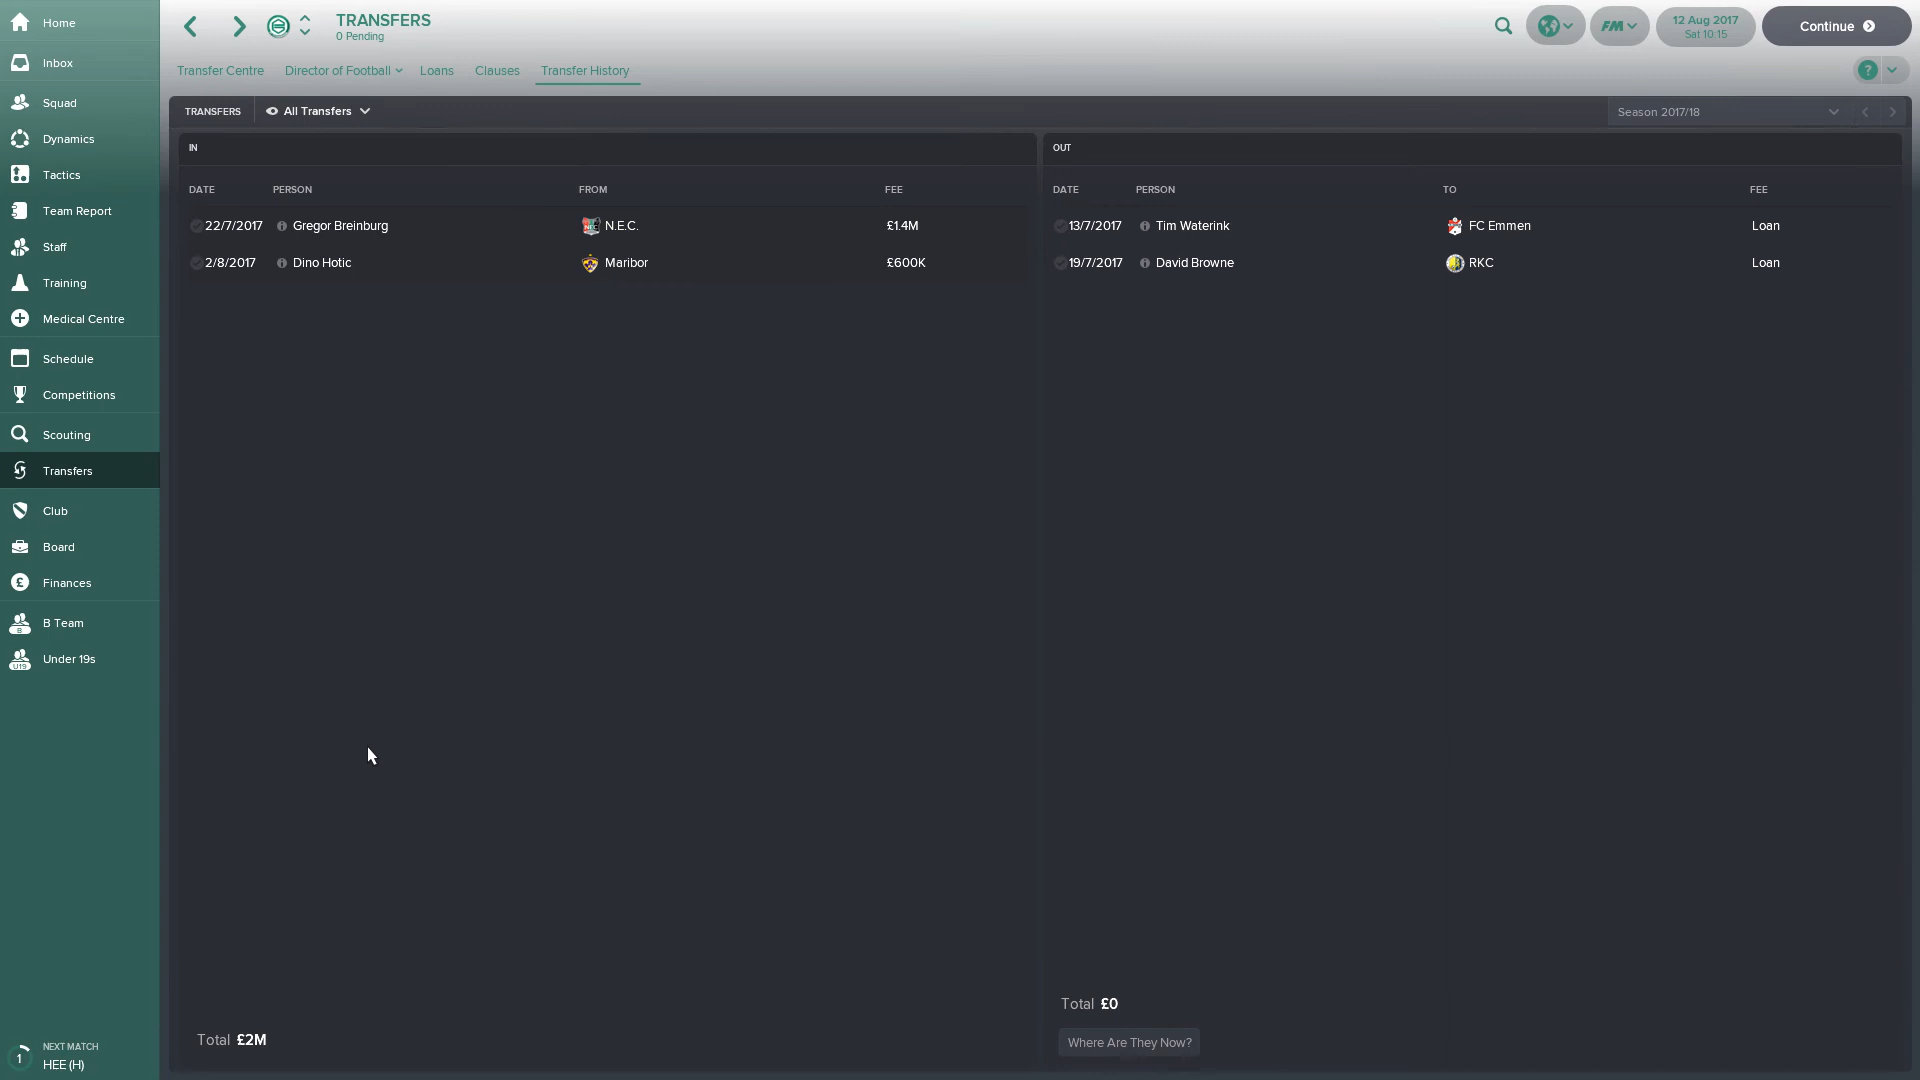 Home
Inbox
Squad
Dynamics
Tactics
Team Report
Staff
Training
Medical Centre
Schedule
Competitions
Scouting
Transfers
Club
Board
Finances
B
B Team
U19
Under 19s
1
NEXT MATCH
HEE (H)
TRANSFERS
0 Pending
FM
12 Aug 2017
Sat 10:15
Continue
Transfer Centre
Director of Football
Loans
Clauses
Transfer History
?
TRANSFERS
All Transfers
Season 2017/18
IN
DATE PERSON FROM FEE
22/7/2017 Gregor Breinburg N.E.C. £1.4M
2/8/2017 Dino Hotic Maribor £600K
Total £2M
OUT
DATE PERSON TO FEE
13/7/2017 Tim Waterink FC Emmen Loan
19/7/2017 David Browne RKC Loan
Total £0
Where Are They Now?